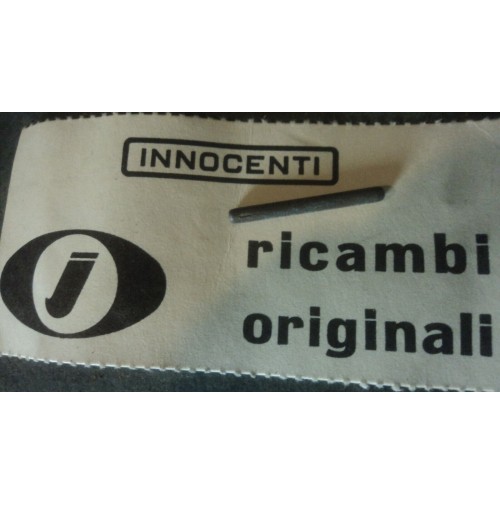 INNOCENTI
j
ricambi
originali